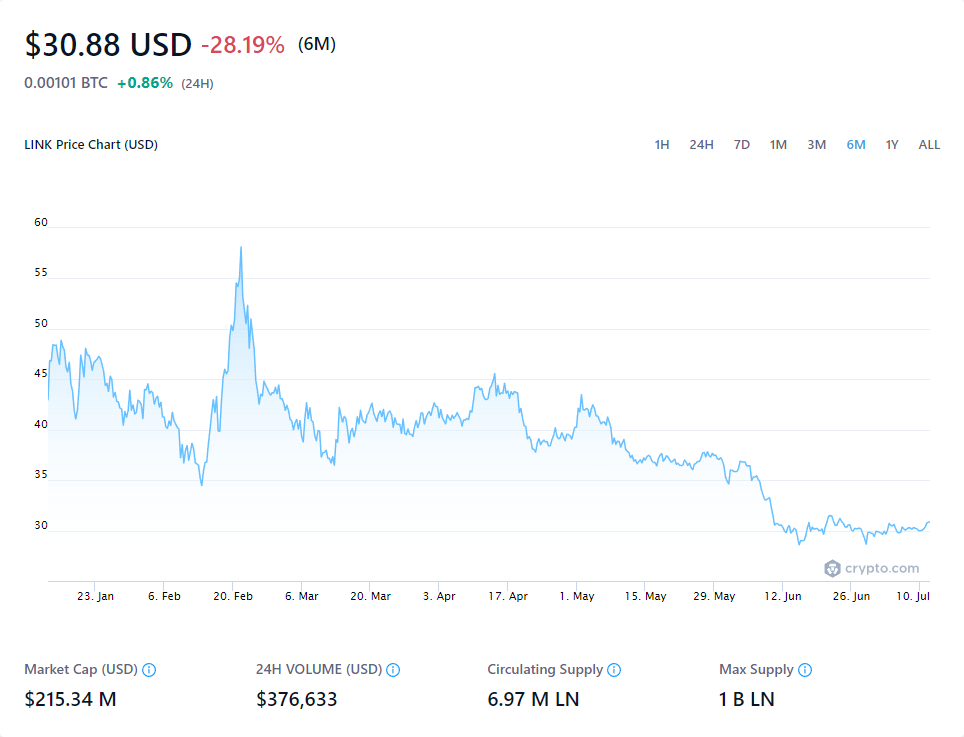 $30.88 USD -28.19% (6M)
0.00101 BTC +0.86% (24H)
LINK Price Chart (USD) 1H 24H 7D 1M 3M 6M 1Y ALL
60
55
50
45
40
35
30
crypto.com
23. Jan 6. Feb 20. Feb 6. Mar 20. Mar 3. Apr 17. Apr 1. May 15. May 29. May 12. Jun 26. Jun 10. Jul
Market Cap (USD) 24H VOLUME (USD) Circulating Supply Max Supply
$215.34 M $376,633 6.97 M LN 1 B LN